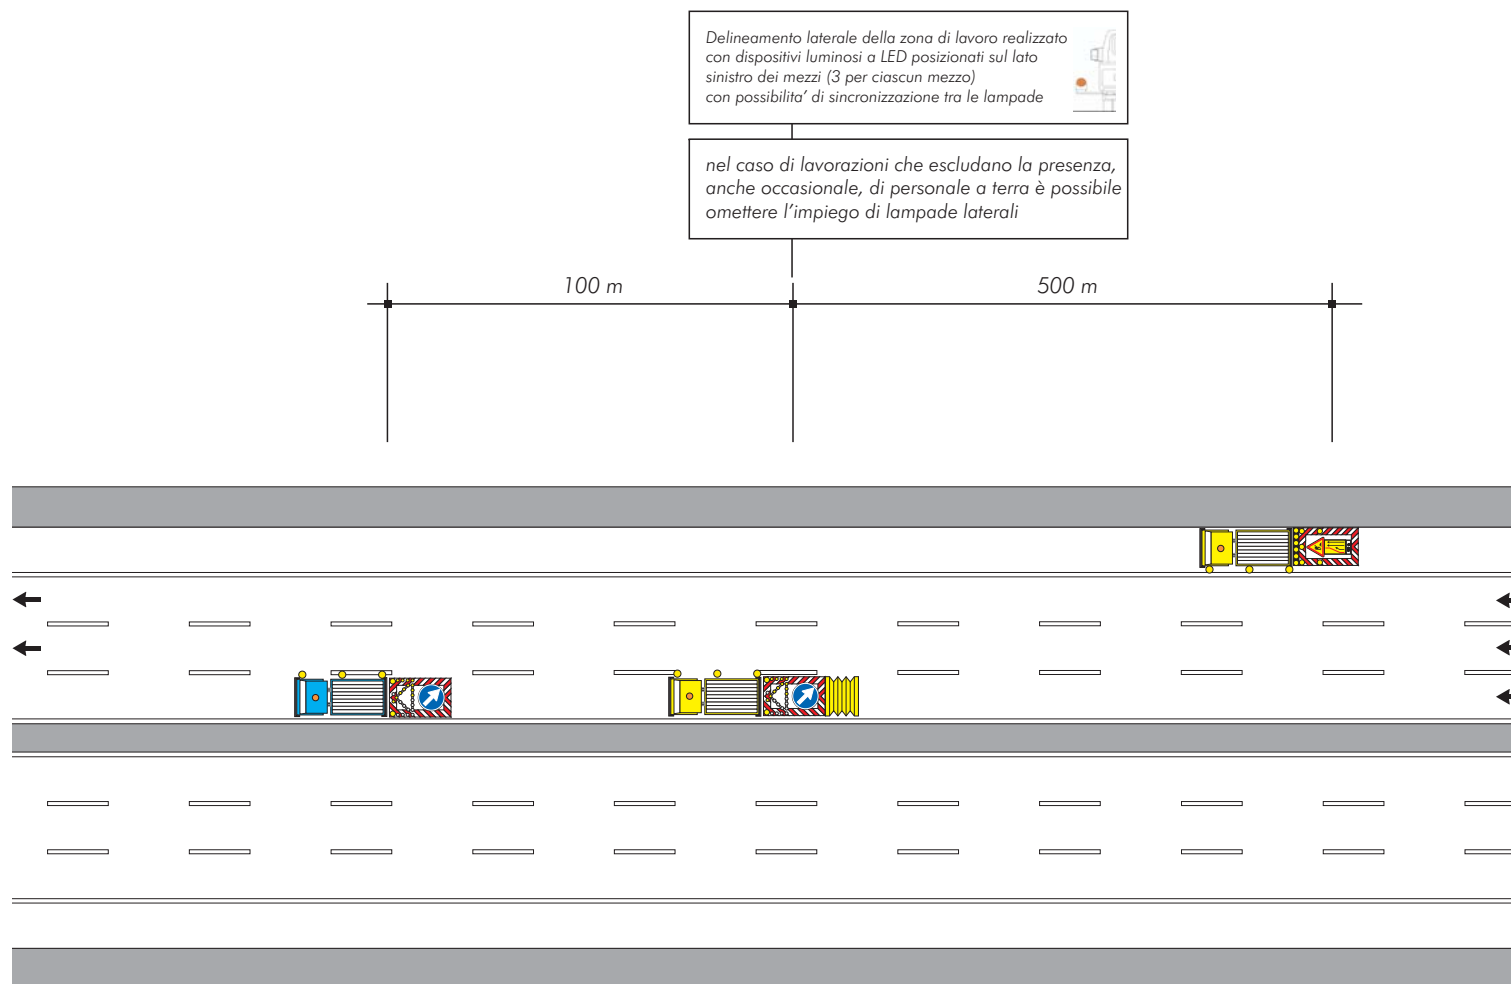 Delineamento laterale della zona di lavoro realizzato
con dispositivi luminosi a LED posizionati sul lato
sinistro dei mezzi (3 per ciascun mezzo)
con possibilita’ di sincronizzazione tra le lampade
nel caso di lavorazioni che escludano la presenza,
anche occasionale, di personale a terra è possibile
omettere l’impiego di lampade laterali
100 m
500 m